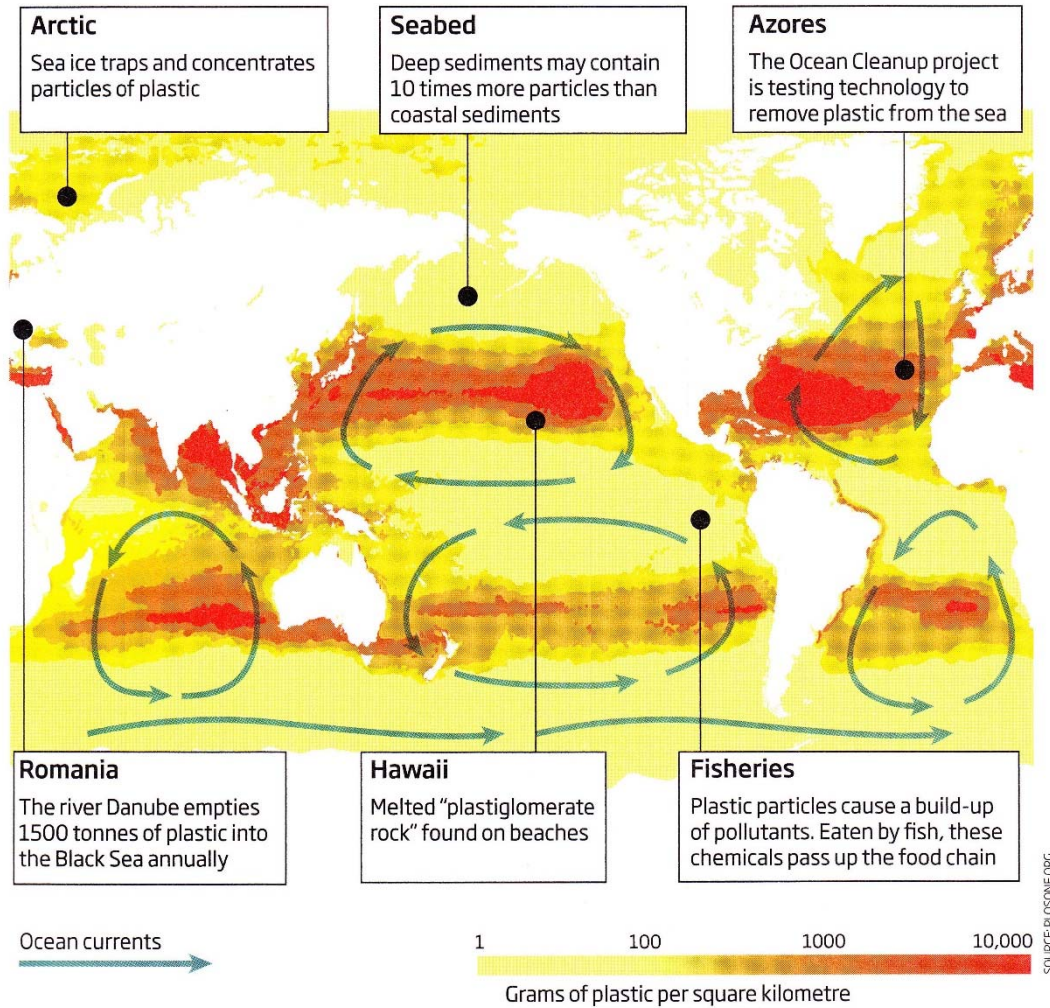 Arctic
Sea ice traps and concentrates
particles of plastic
Seabed
Deep sediments may contain
10 times more particles than
coastal sediments
Azores
The Ocean Cleanup project
is testing technology to
remove plastic from the sea
Romania
The river Danube empties
1500 tonnes of plastic into
the Black Sea annually
Hawaii
Melted “plastiglomerate
rock” found on beaches
Fisheries
Plastic particles cause a build-up
of pollutants. Eaten by fish, these
chemicals pass up the food chain
Ocean currents
1 100 1000 10,000
Grams of plastic per square kilometre
SOURCE: PLOSONE.ORG